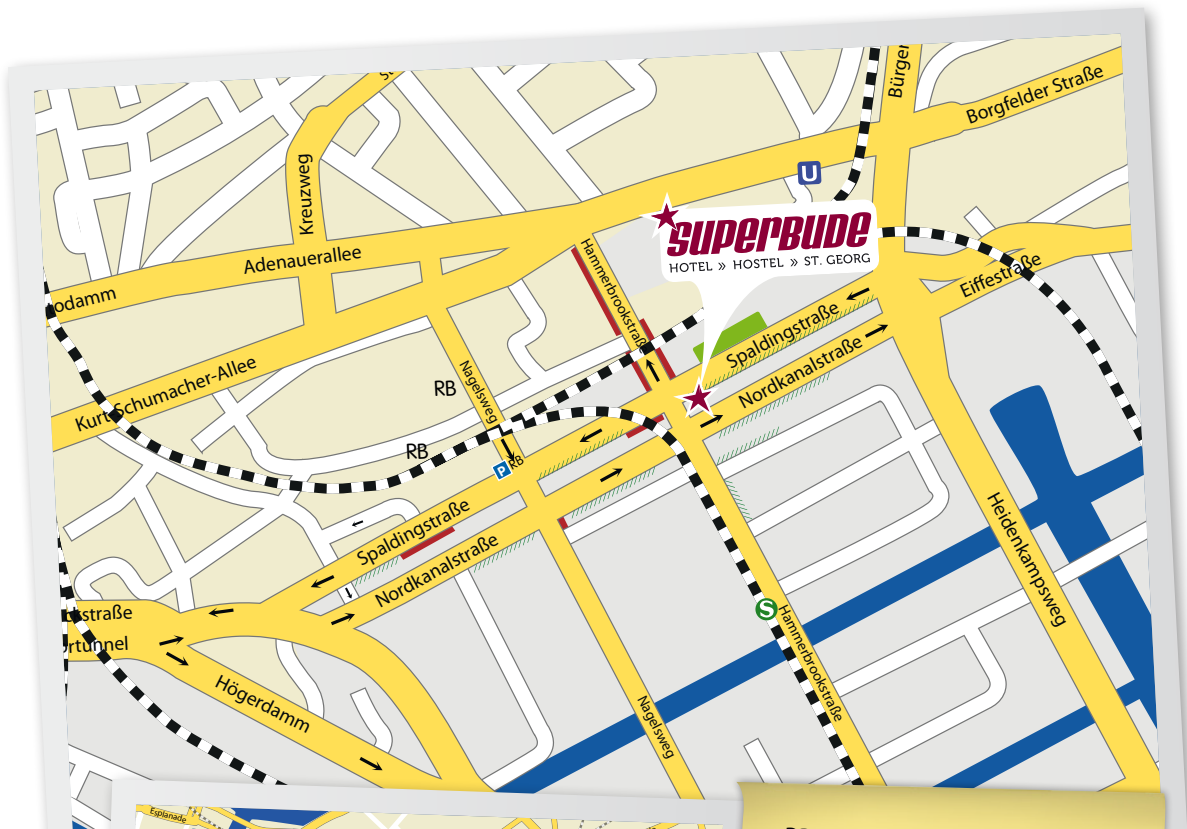 Bürger
Borgfelder Straße
Kreuzweg
U
SUPERBUDE
HOTEL » HOSTEL » ST. GEORG
Adenauerallee
Hammerbrookstraße
Eiffestraße
odamm
Spaldingstraße
Nordkanalstraße
Kurt-Schumacher-Allee
Nagelsweg
RB
RB
P
RB
Spaldingstraße
Nordkanalstraße
Heidenkampsweg
kstraße
rtunnel
S
Hammerbrookstraße
Högerdamm
Nagelsweg
Esplanade